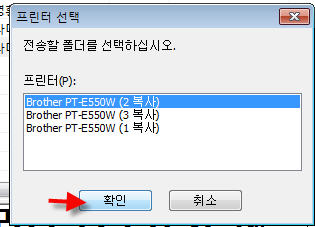 프린터 선택
전송할 폴더를 선택하십시오.
프린터(P):
Brother PT-E550W (2 복사)
Brother PT-E550W (3 복사)
Brother PT-E550W (1 복사)
확인
취소